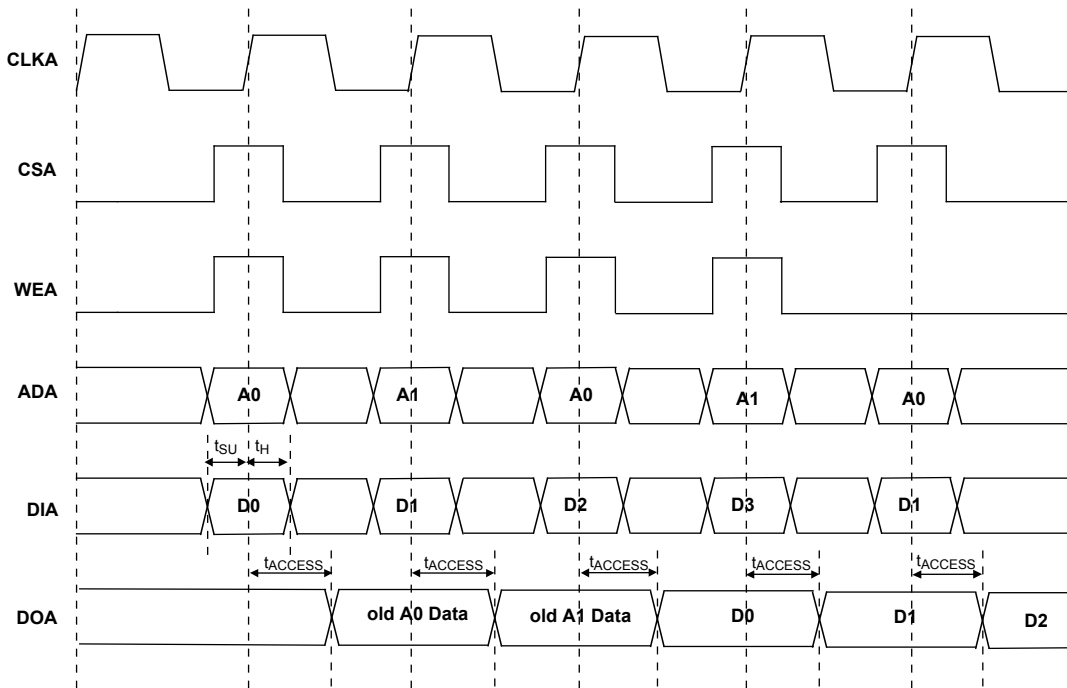 CLKA
CSA
WEA
ADA A0 A1 A0 A1 A0
tSU tH
DIA D0 D1 D2 D3 D1
tACCESS tACCESS tACCESS tACCESS tACCESS
DOA old A0 Data old A1 Data D0 D1 D2